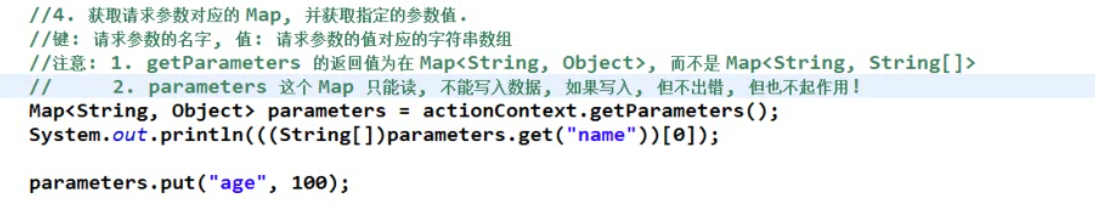 //4. 获取请求参数对应的 Map, 并获取指定的参数值.
//键: 请求参数的名字, 值: 请求参数的值对应的字符串数组
//注意: 1. getParameters 的返回值为在 Map<String, Object>, 而不是 Map<String, String[]>
//     2. parameters 这个 Map 只能读, 不能写入数据, 如果写入, 但不出错, 但也不起作用!
Map<String, Object> parameters = actionContext.getParameters();
System.out.println(((String[])parameters.get("name"))[0]);
parameters.put("age", 100);